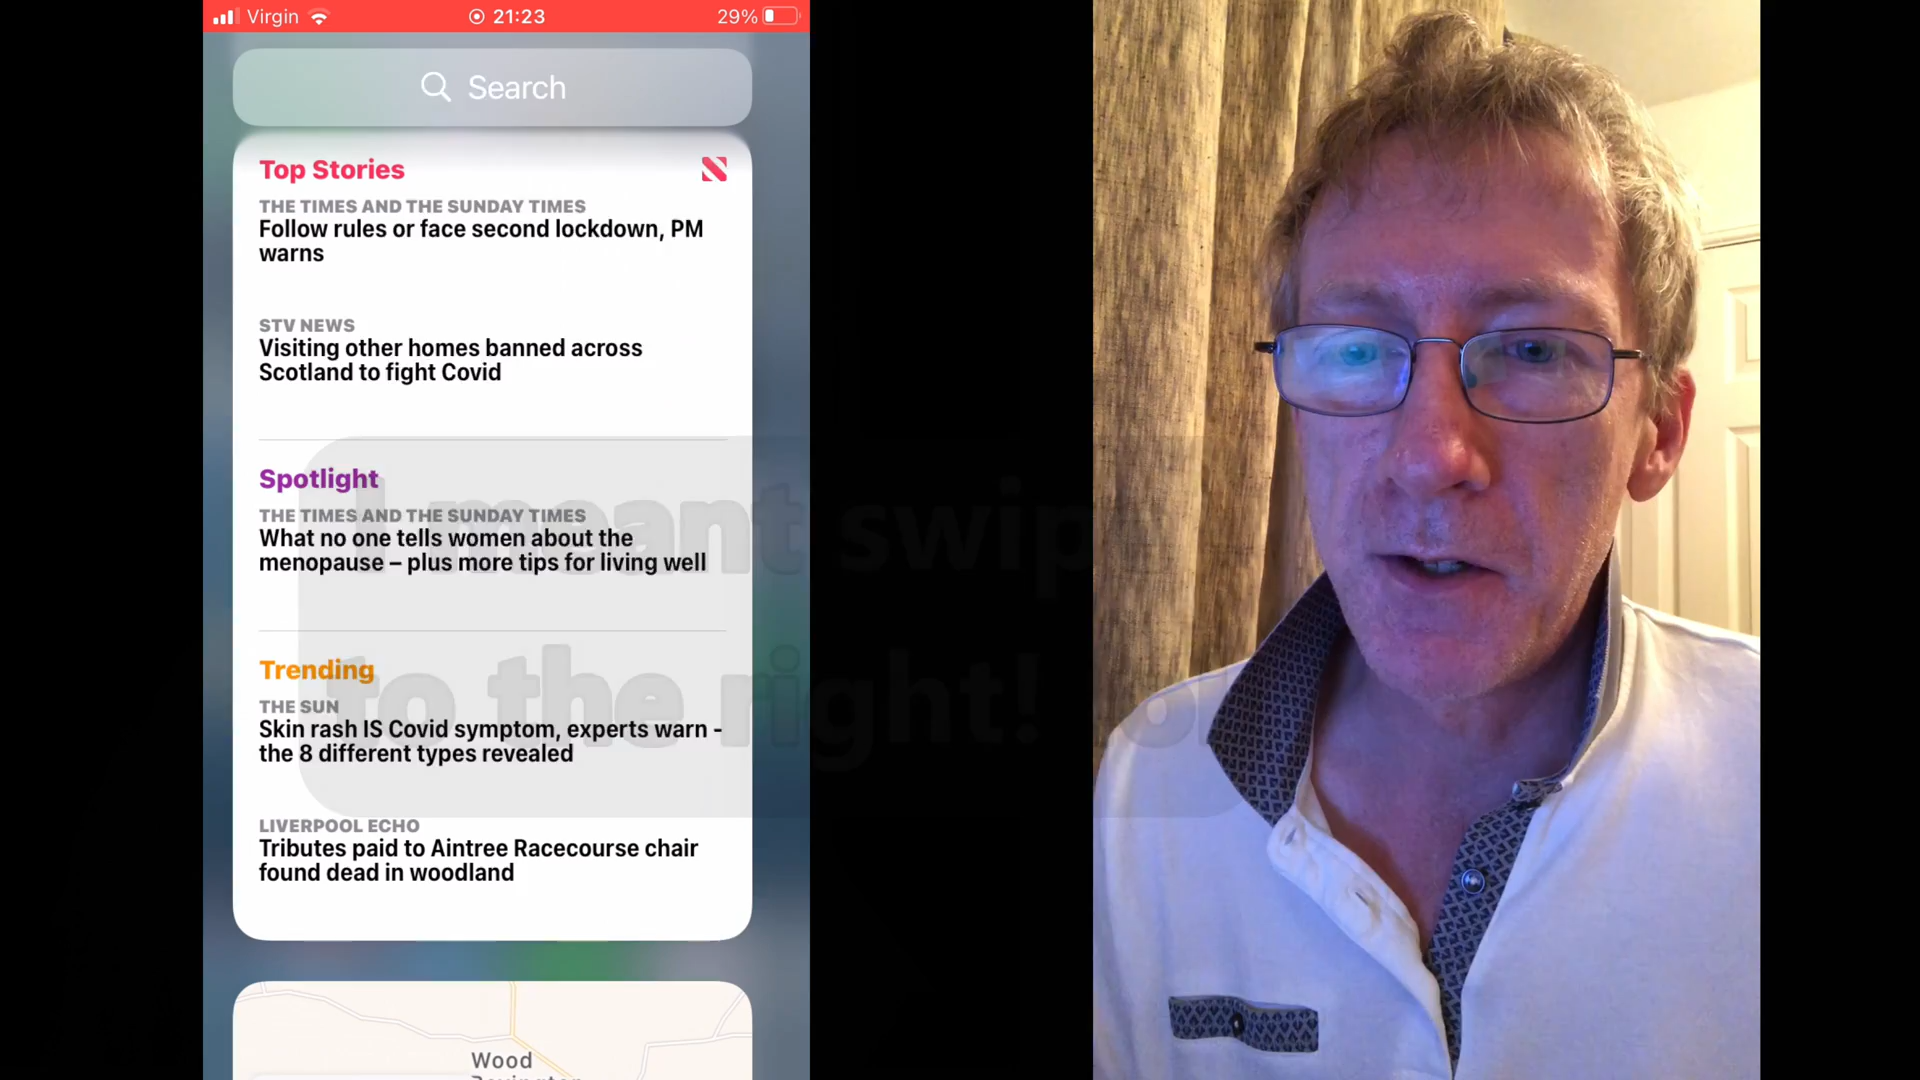 Virgin 21:23 29%
Search
Top Stories
THE TIMES AND THE SUNDAY TIMES
Follow rules or face second lockdown, PM
warns
STV NEWS
Visiting other homes banned across
Scotland to fight Covid
Spotlight
THE TIMES AND THE SUNDAY TIMES
What no one tells women about the
menopause – plus more tips for living well
Trending
THE SUN
Skin rash IS Covid symptom, experts warn -
the 8 different types revealed
LIVERPOOL ECHO
Tributes paid to Aintree Racecourse chair
found dead in woodland
I meant swipe
to the right!
Wood